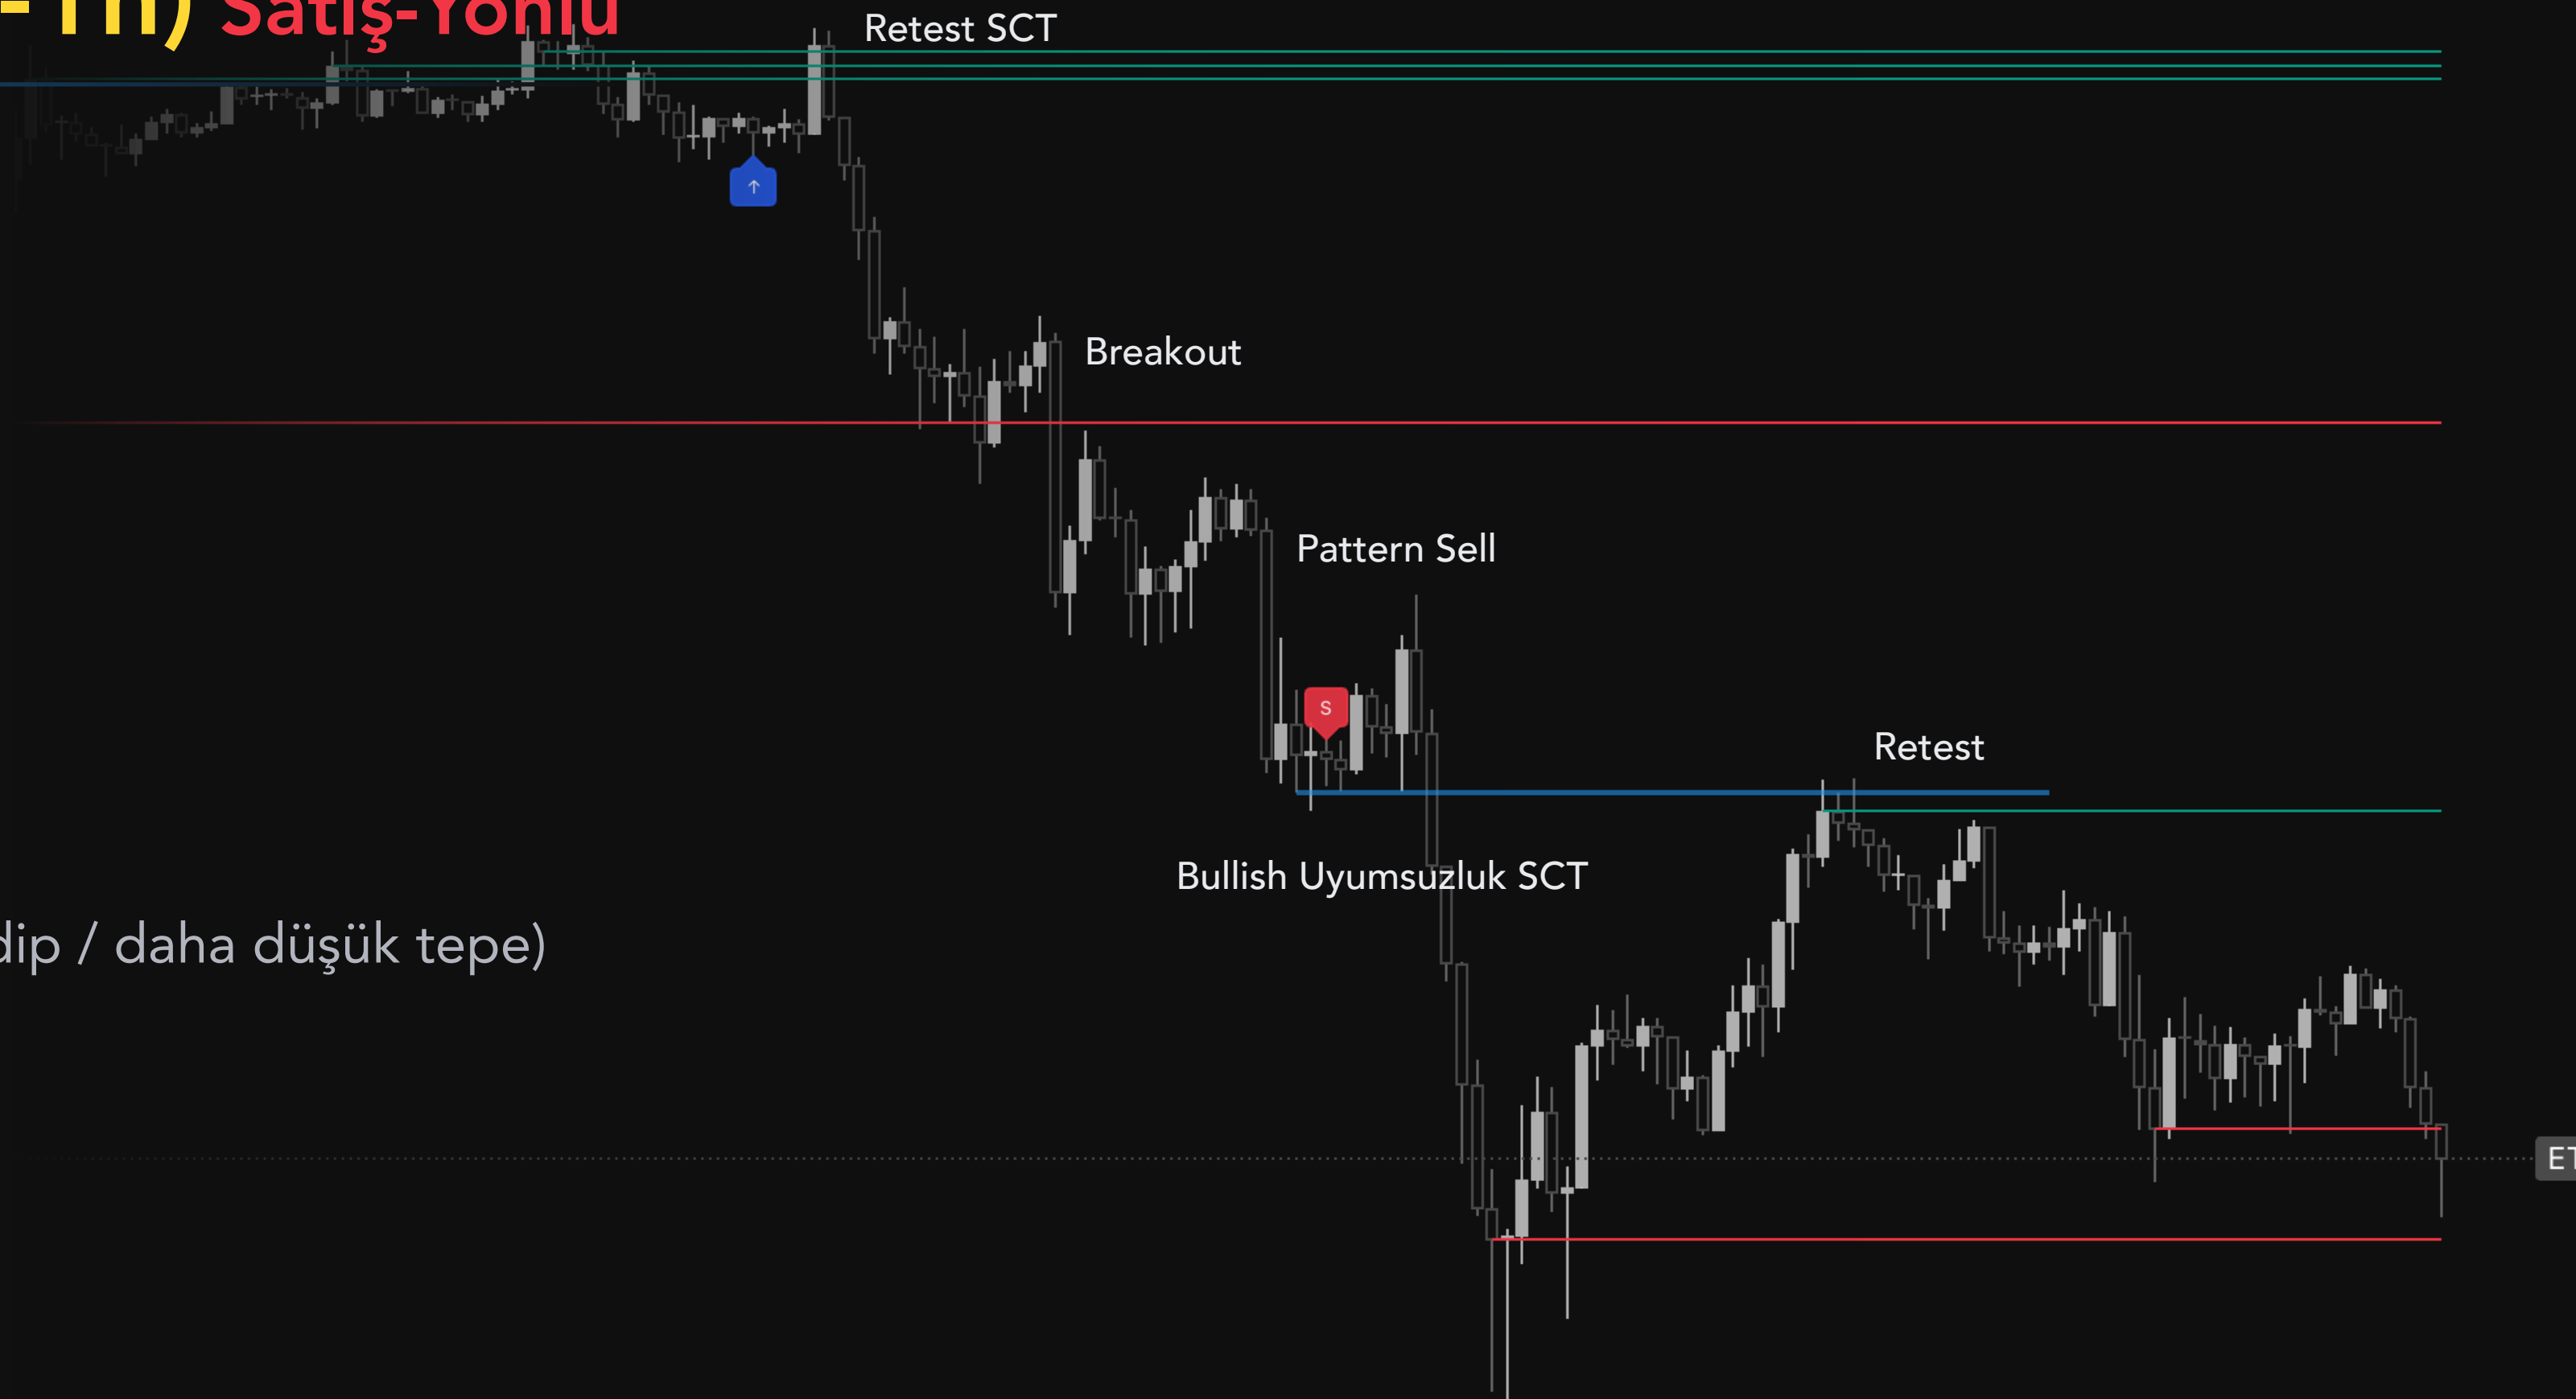 Satış-Yönlü
Retest SCT
↑
Breakout
Pattern Sell
S
Retest
Bullish Uyumsuzluk SCT
dip / daha düşük tepe)